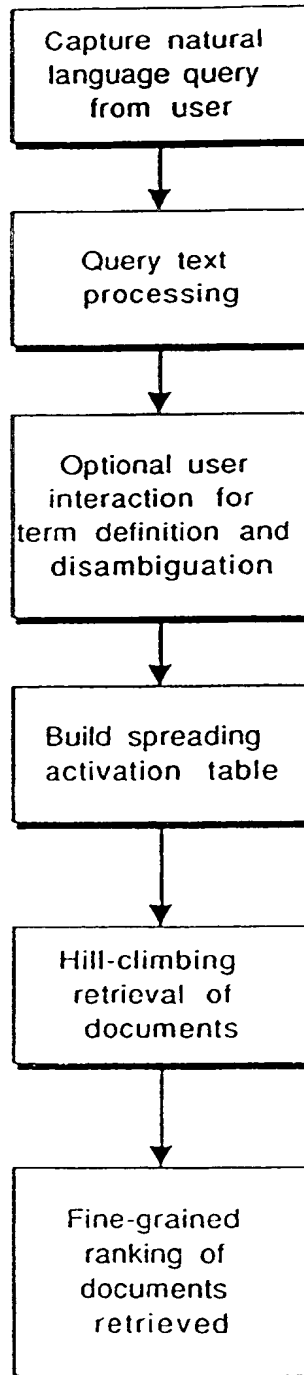 Capture natural
language query
from user
Query text
processing
Optional user
interaction for
term definition and
disambiguation
Build spreading
activation table
Hill-climbing
retrieval of
documents
Fine-grained
ranking of
documents
retrieved